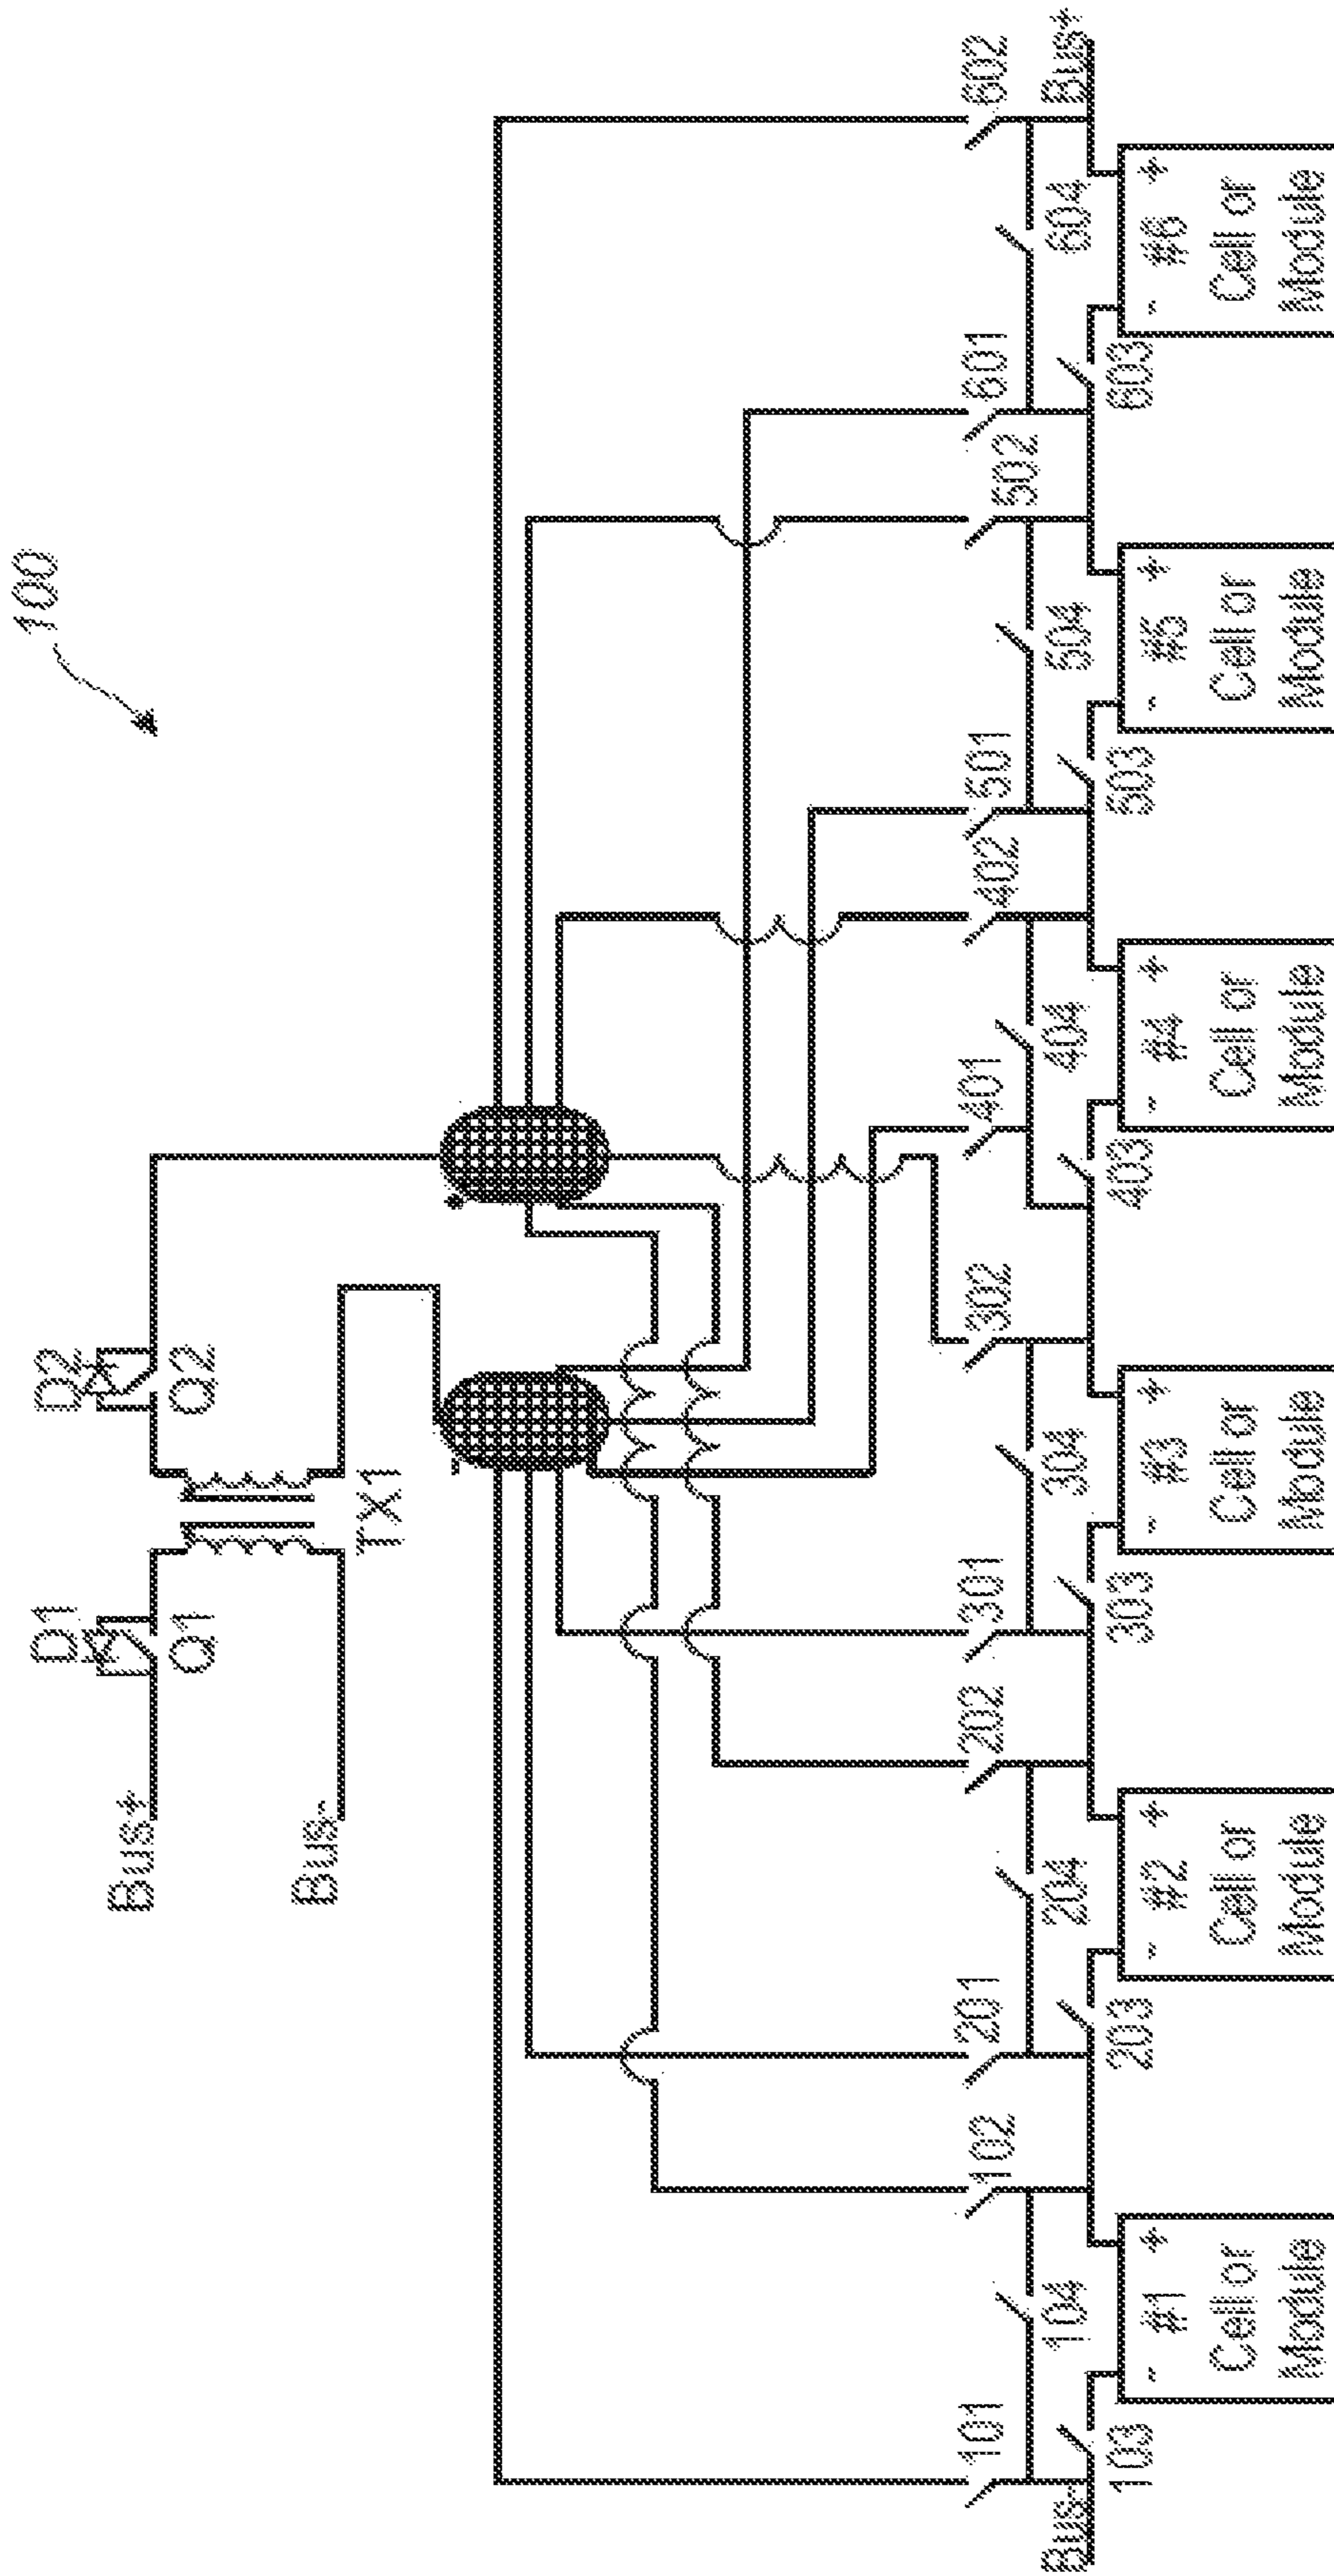 100
D1
D2
Bus+
Q1
Q2
Bus-
TX1
-
+
101
102
201
202
301
302
401
402
501
502
601
602
104
204
304
404
504
604
Bus-
Bus+
103
203
303
403
503
603
- #1 +
Cell or
Module
- #2 +
Cell or
Module
- #3 +
Cell or
Module
- #4 +
Cell or
Module
- #5 +
Cell or
Module
- #6 +
Cell or
Module